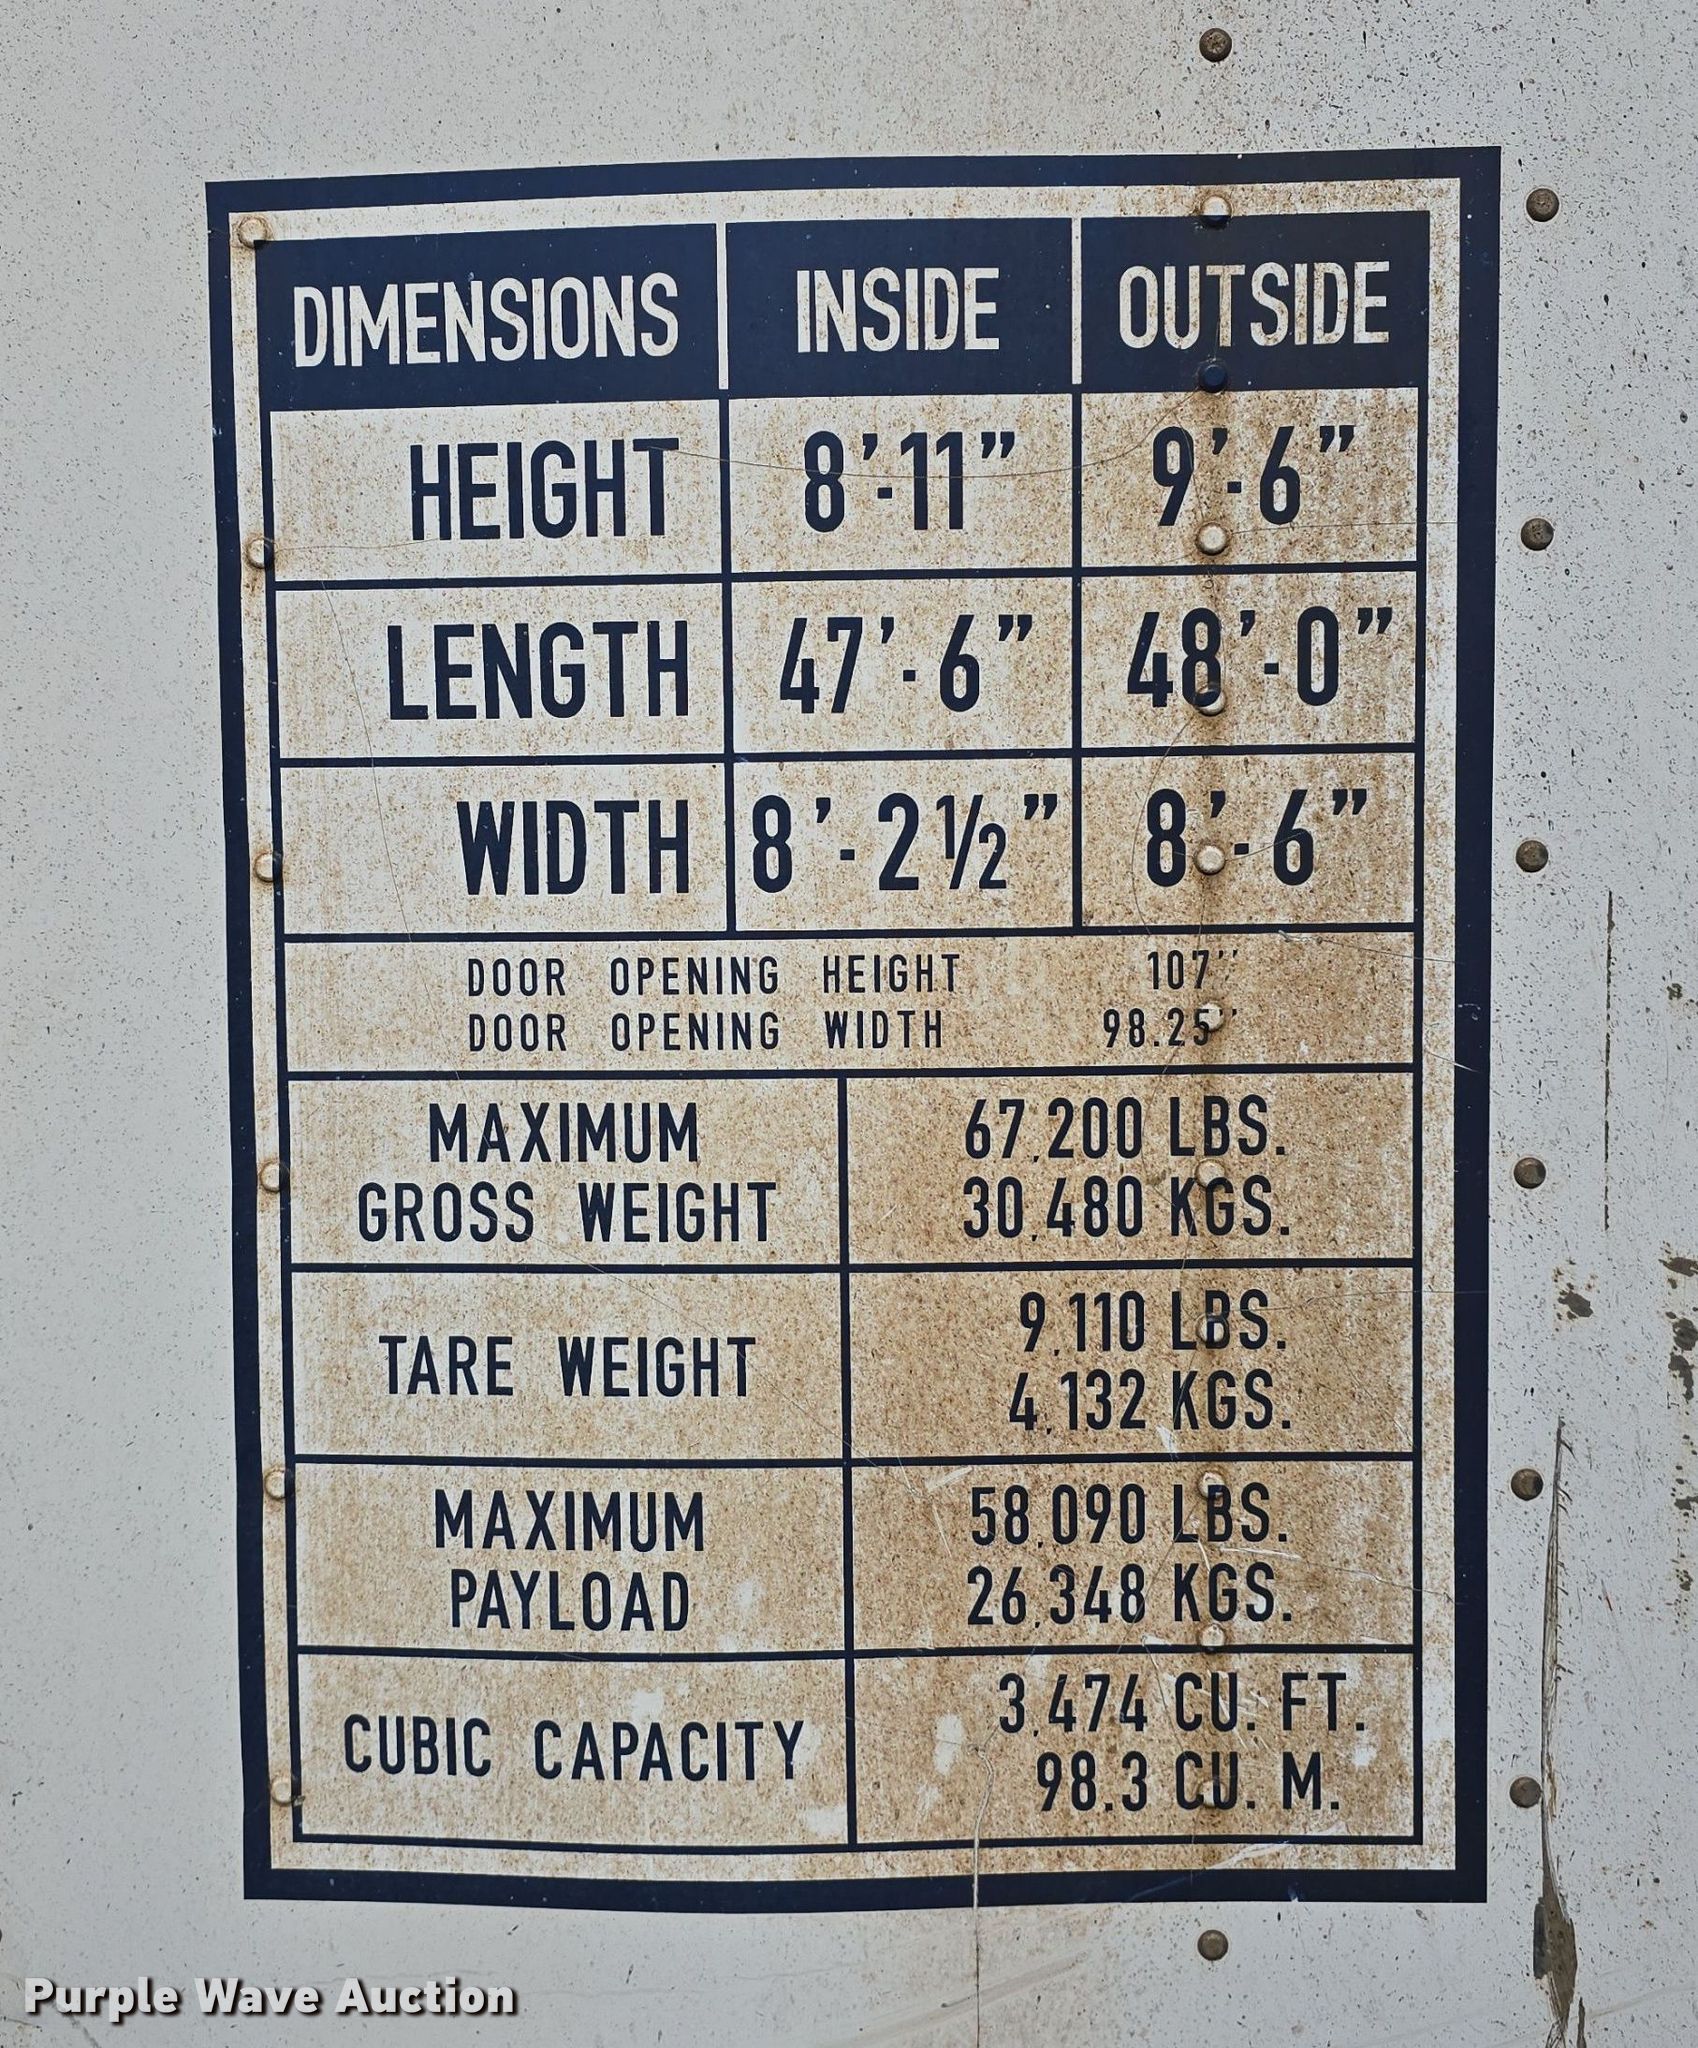 DIMENSIONS INSIDE OUTSIDE
HEIGHT 8'-11" 9'-6"
LENGTH 47'-6" 48'-0"
WIDTH 8'-2½" 8'-6"
DOOR OPENING HEIGHT 107"
DOOR OPENING WIDTH 98.25"
MAXIMUM GROSS WEIGHT
67,200 LBS.
30,480 KGS.
TARE WEIGHT
9,110 LBS.
4,132 KGS.
MAXIMUM PAYLOAD
58,090 LBS.
26,348 KGS.
CUBIC CAPACITY
3,474 CU. FT.
98.3 CU. M.
Purple Wave Auction